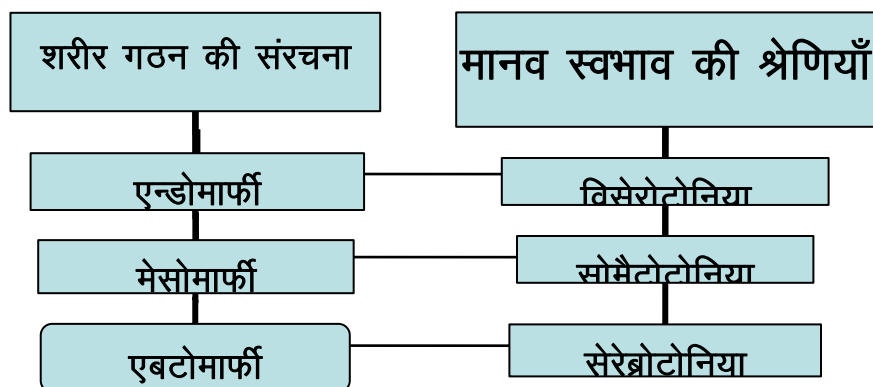 शरीर गठन की संरचना
मानव स्वभाव की श्रेणियाँ
एन्डोमार्फी
विसेरोटोनिया
मेसोमार्फी
सोमैटोटोनिया
एबटोमार्फी
सेरेब्रोटोनिया